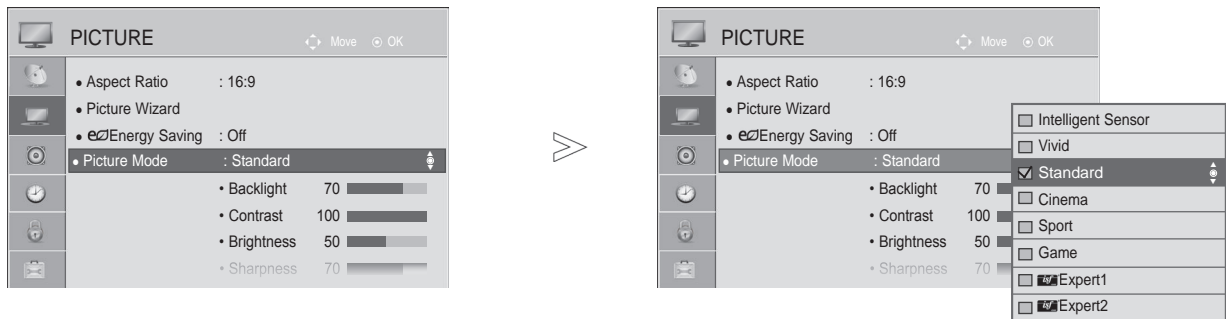 PICTURE
Move OK
• Aspect Ratio : 16:9
• Picture Wizard
• Energy Saving : Off
• Picture Mode : Standard
• Backlight 70
• Contrast 100
• Brightness 50
• Sharpness 70
PICTURE
Move OK
• Aspect Ratio : 16:9
• Picture Wizard
• Energy Saving : Off
• Picture Mode : Standard
• Backlight 70
• Contrast 100
• Brightness 50
• Sharpness 70
Intelligent Sensor
Vivid
Standard
Cinema
Sport
Game
Expert1
Expert2